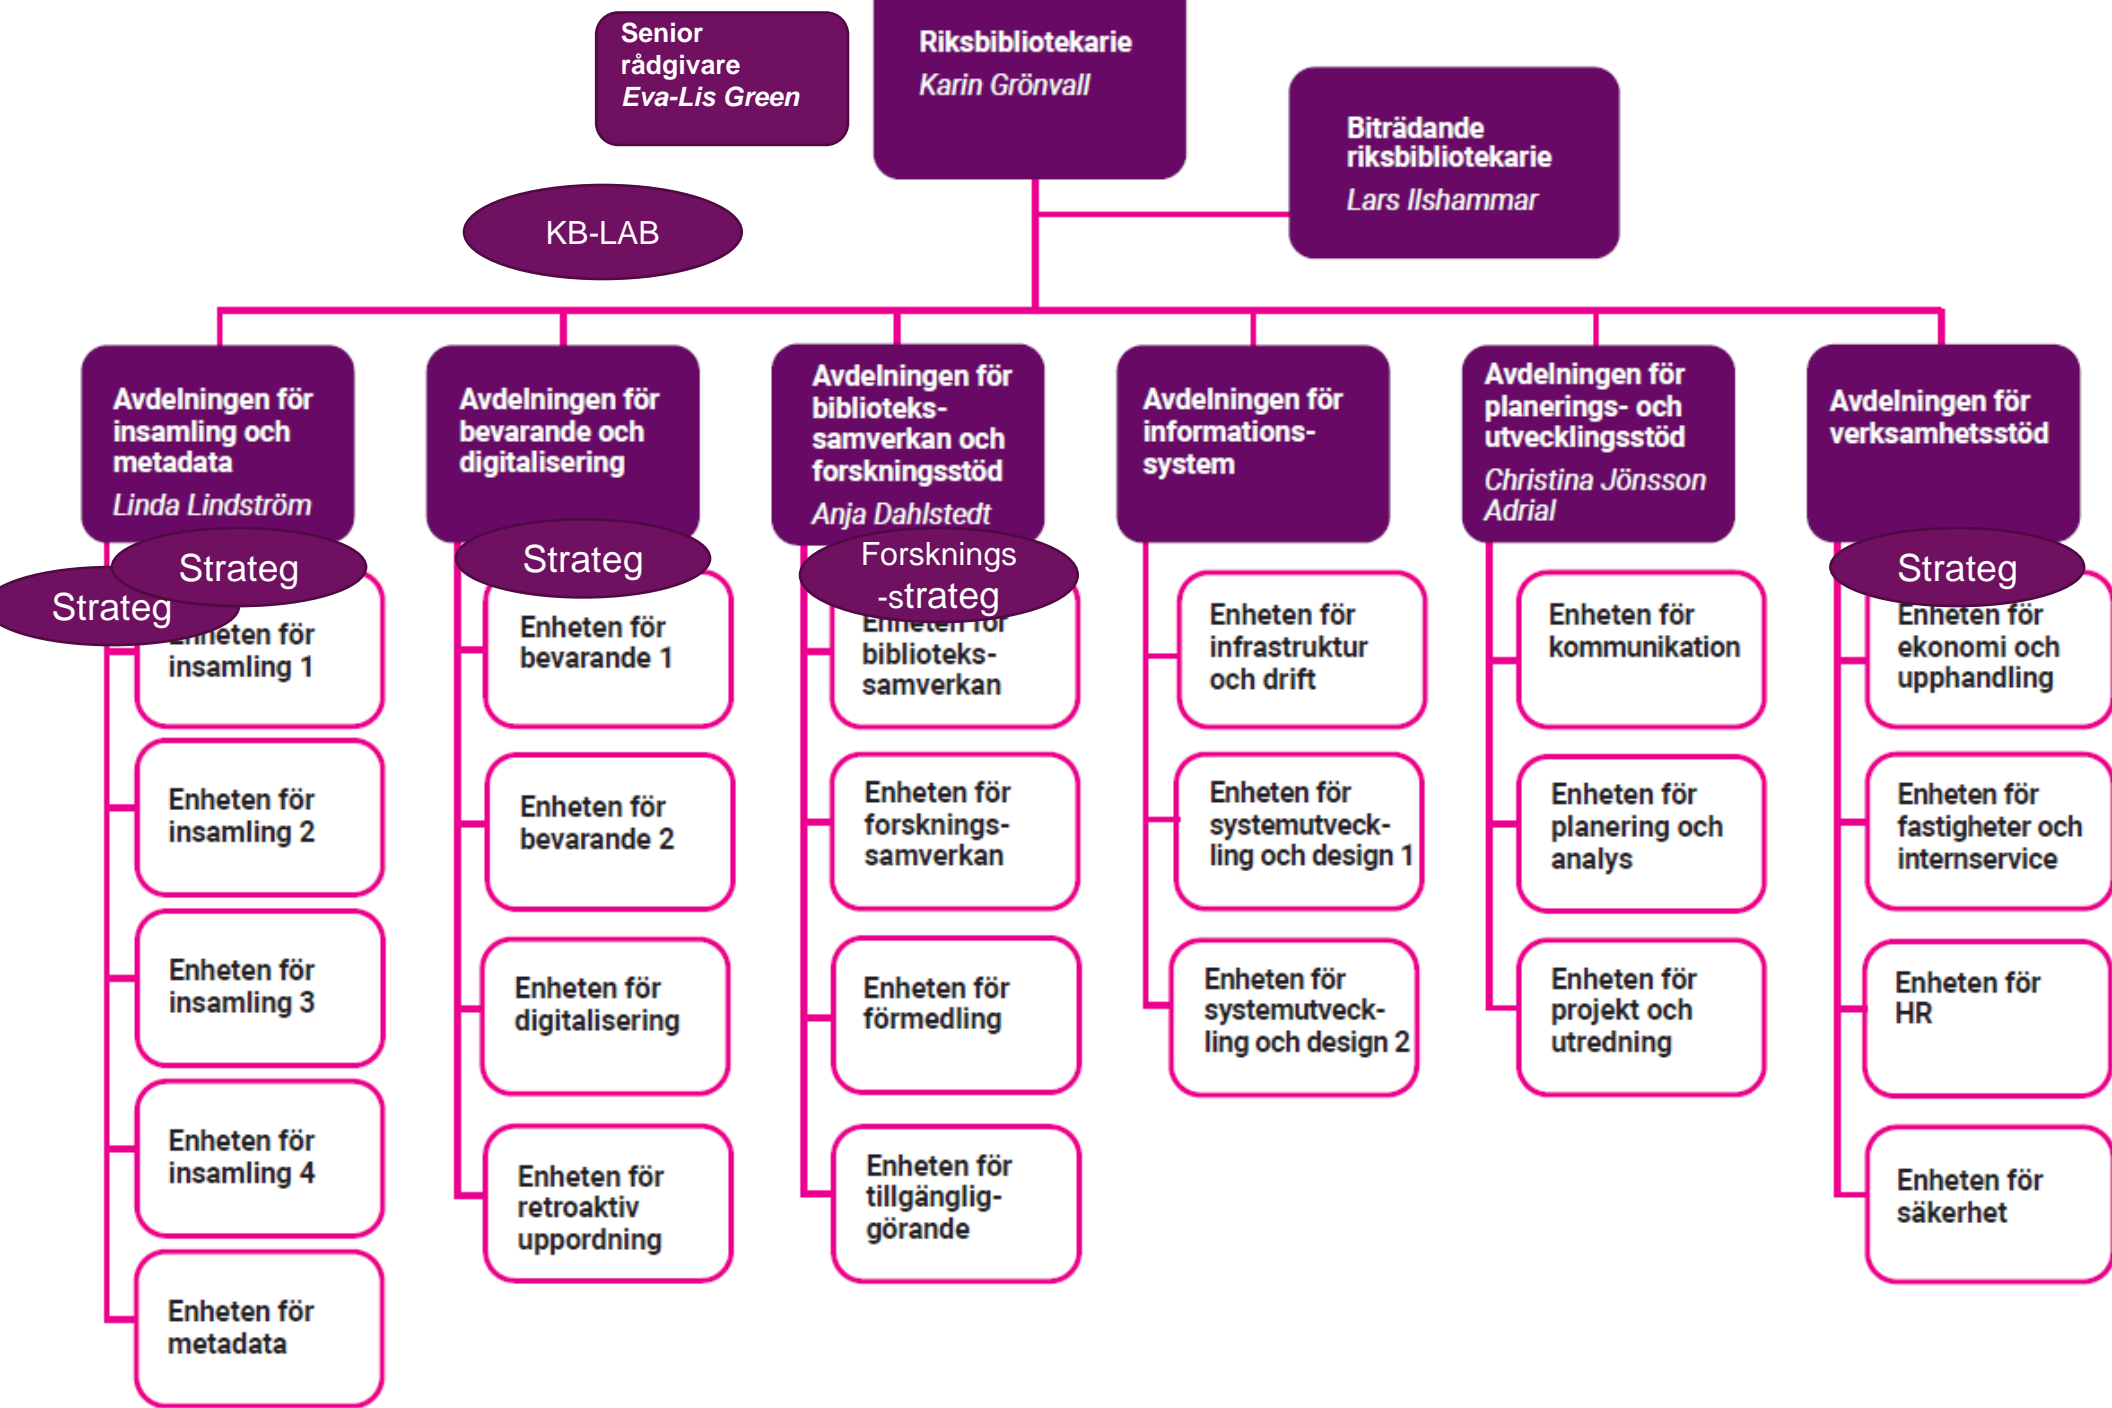 Senior
rådgivare
Eva-Lis Green
Riksbibliotekarie
Karin Grönvall
Biträdande
riksbibliotekarie
Lars Ilshammar
KB-LAB
Avdelningen för
insamling och
metadata
Linda Lindström
Strateg
Strateg
Enheten för
insamling 1
Enheten för
insamling 2
Enheten för
insamling 3
Enheten för
insamling 4
Enheten för
metadata
Avdelningen för
bevarande och
digitalisering
Strateg
Enheten för
bevarande 1
Enheten för
bevarande 2
Enheten för
digitalisering
Enheten för
retroaktiv
uppordning
Avdelningen för
biblioteks-
samverkan och
forskningsstöd
Anja Dahlstedt
Forsknings
-strateg
Enheten för
biblioteks-
samverkan
Enheten för
forsknings-
samverkan
Enheten för
förmedling
Enheten för
tillgänglig-
görande
Avdelningen för
informations-
system
Enheten för
infrastruktur
och drift
Enheten för
systemutveck-
ling och design 1
Enheten för
systemutveck-
ling och design 2
Avdelningen för
planerings- och
utvecklingsstöd
Christina Jönsson
Adrial
Enheten för
kommunikation
Enheten för
planering och
analys
Enheten för
projekt och
utredning
Avdelningen för
verksamhetsstöd
Strateg
Enheten för
ekonomi och
upphandling
Enheten för
fastigheter och
internservice
Enheten för
HR
Enheten för
säkerhet